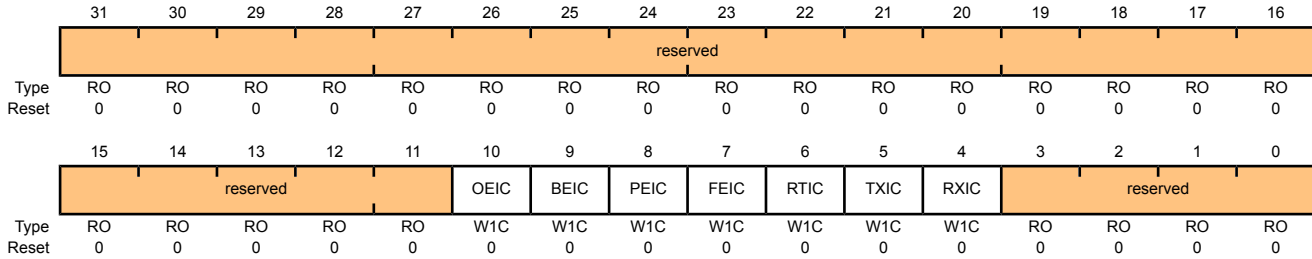 31 30 29 28 27 26 25 24 23 22 21 20 19 18 17 16
reserved
Type RO RO RO RO RO RO RO RO RO RO RO RO RO RO RO RO
Reset 0 0 0 0 0 0 0 0 0 0 0 0 0 0 0 0
15 14 13 12 11 10 9 8 7 6 5 4 3 2 1 0
reserved OEIC BEIC PEIC FEIC RTIC TXIC RXIC reserved
Type RO RO RO RO RO W1C W1C W1C W1C W1C W1C W1C RO RO RO RO
Reset 0 0 0 0 0 0 0 0 0 0 0 0 0 0 0 0